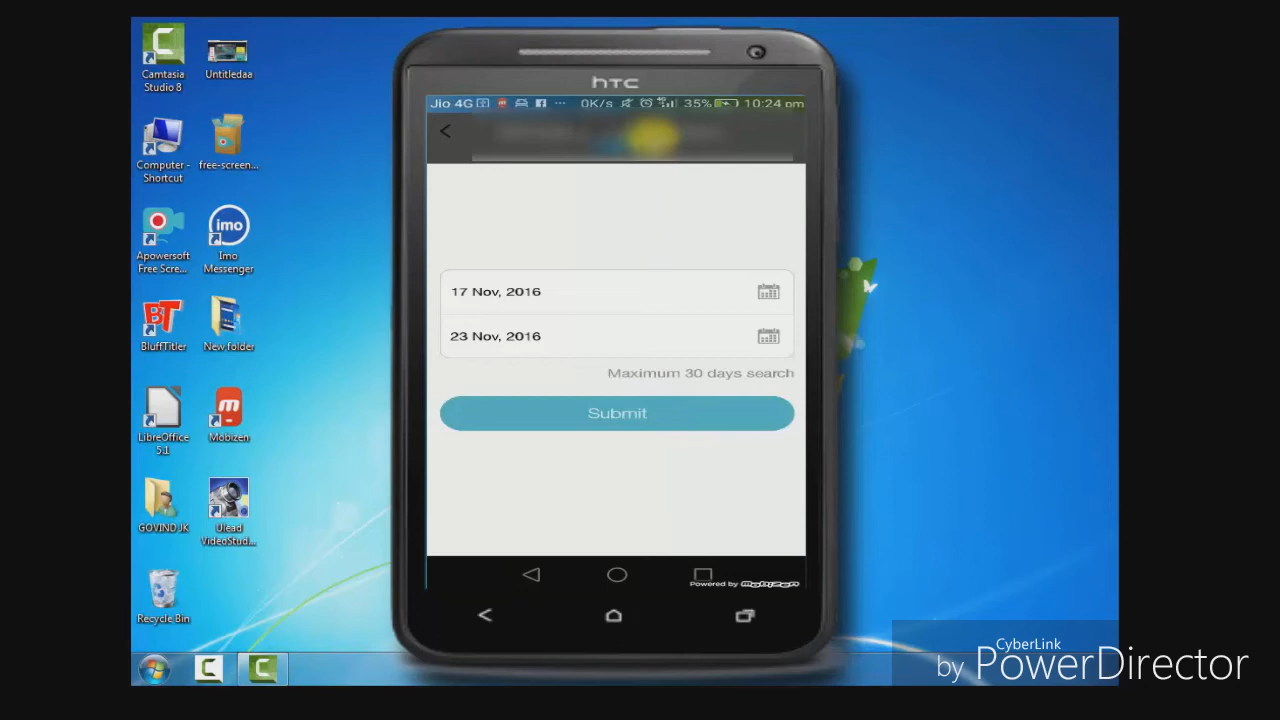 Camtasia
Studio 8
Untitledaa
Computer -
Shortcut
free-screen...
Apowersoft
Free Scre...
imo
Imo
Messenger
BT
BluffTitler
New folder
LibreOffice
5.1
m
Mobizen
GOVIND JK
Ulead
VideoStud...
Recycle Bin
hTC
Jio 4G ... 0K/s 4G 35% 10:24 pm
17 Nov, 2016
23 Nov, 2016
Maximum 30 days search
Submit
Powered by mobizen
CyberLink
by PowerDirector